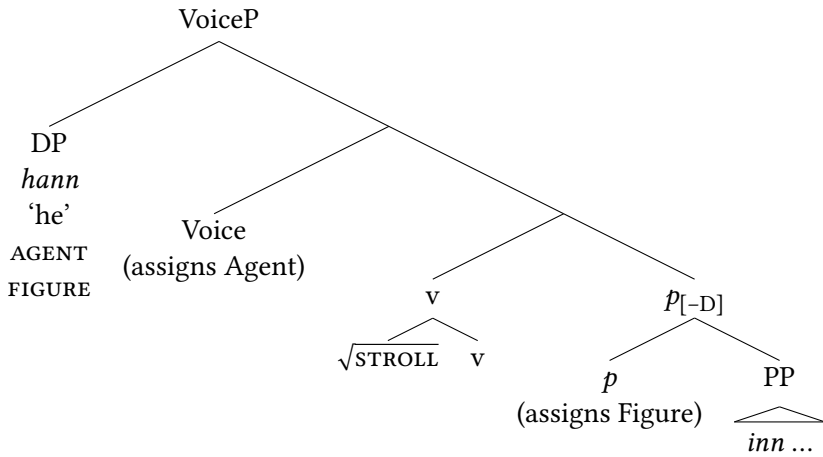 VoiceP
DP
hann
‘he’
AGENT
FIGURE
Voice
(assigns Agent)
v
p[−D]
√STROLL v
p
(assigns Figure)
PP
inn ...